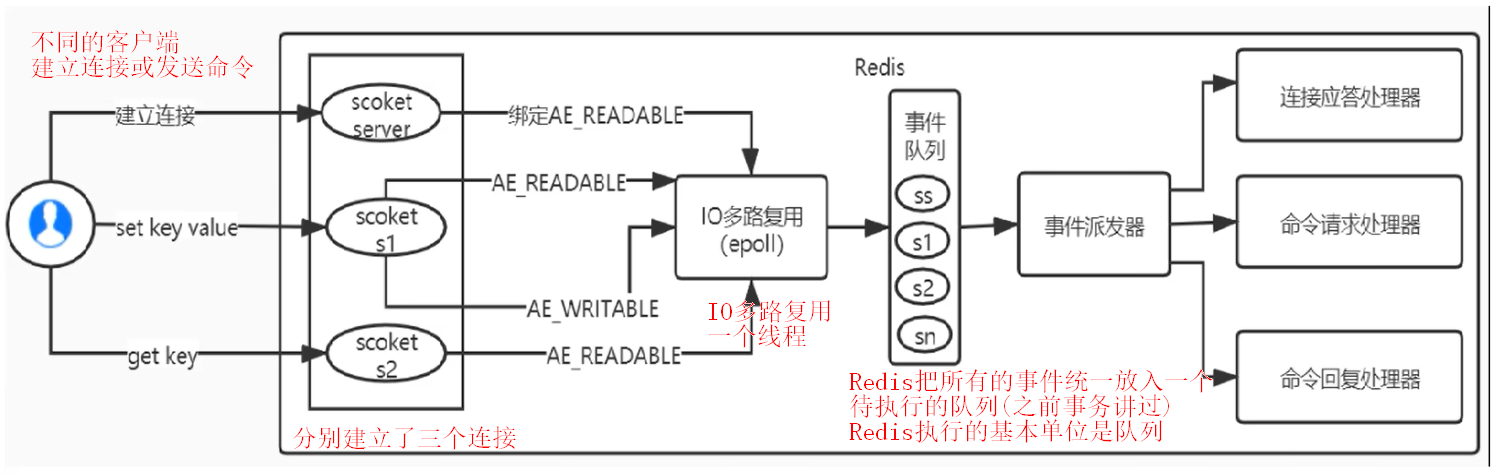 不同的客户端
建立连接或发送命令
Redis
建立连接
scoket
server
绑定AE_READABLE
set key value
scoket
s1
AE_READABLE
AE_WRITABLE
get key
scoket
s2
AE_READABLE
分别建立了三个连接
IO多路复用
(epoll)
IO多路复用
一个线程
事件
队列
ss
s1
s2
sn
Redis把所有的事件统一放入一个
待执行的队列(之前事务讲过)
Redis执行的基本单位是队列
事件派发器
连接应答处理器
命令请求处理器
命令回复处理器